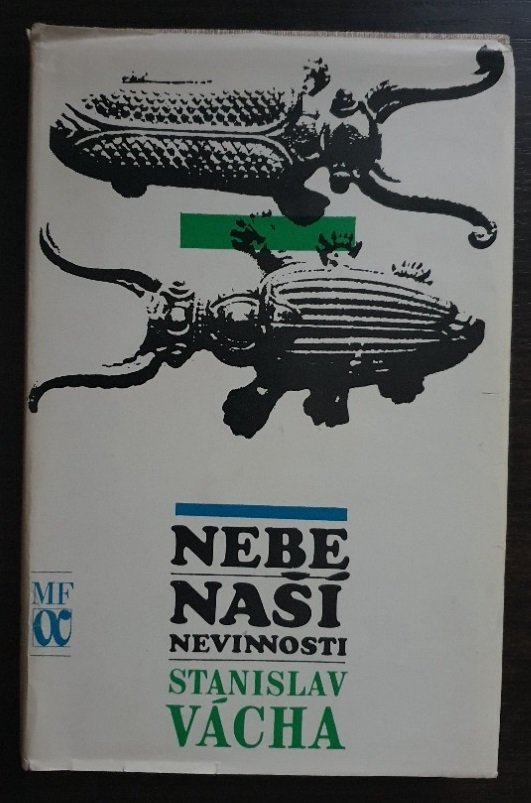 NEBE
NAŠÍ
NEVINNOSTI
STANISLAV
VÁCHA
MF
α